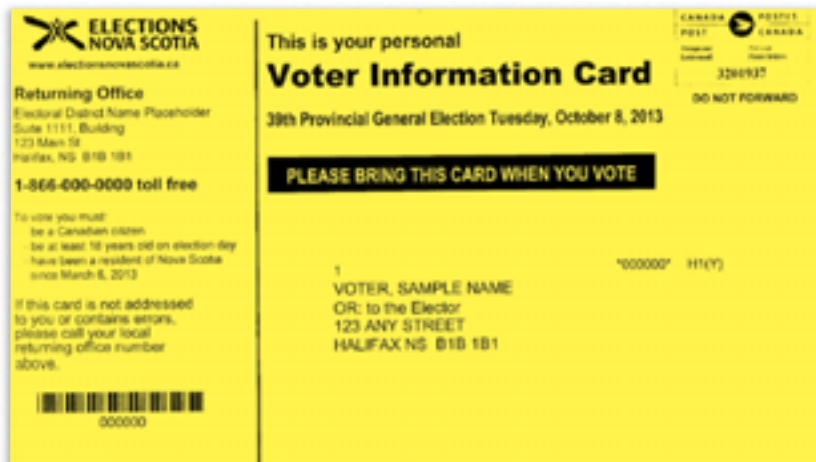 ELECTIONS
NOVA SCOTIA
www.electionsnovascotia.ca
Returning Office
Electoral District Name Placeholder
Suite 1111, Building
123 Main St
Halifax, NS B1B 1B1
1-866-000-0000 toll free
To vote you must:
be a Canadian citizen
- be at least 18 years old on election day
- have been a resident of Nova Scotia
since March 6, 2013
If this card is not addressed
to you or contains errors,
please call your local
returning office number
above.
000000
This is your personal
Voter Information Card
39th Provincial General Election Tuesday, October 8, 2013
PLEASE BRING THIS CARD WHEN YOU VOTE
CANADA POSTES
POST CANADA
3201937
DO NOT FORWARD
*000000* H1(Y)
1
VOTER, SAMPLE NAME
OR: to the Elector
123 ANY STREET
HALIFAX NS B1B 1B1